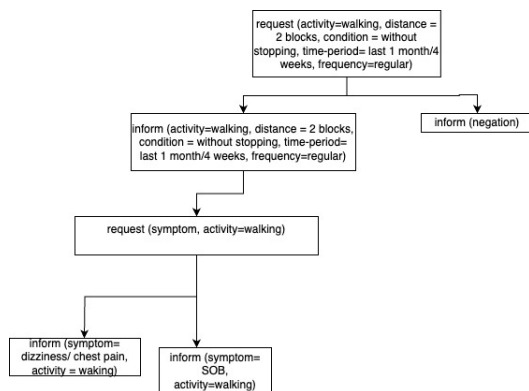 request (activity=walking, distance =
2 blocks, condition = without
stopping, time-period= last 1 month/4
weeks, frequency=regular)
inform (activity=walking, distance = 2 blocks,
condition = without stopping, time-period=
last 1 month/4 weeks, frequency=regular)
inform (negation)
request (symptom, activity=walking)
inform (symptom=
dizziness/ chest pain,
activity = waking)
inform (symptom=
SOB,
activity=walking)